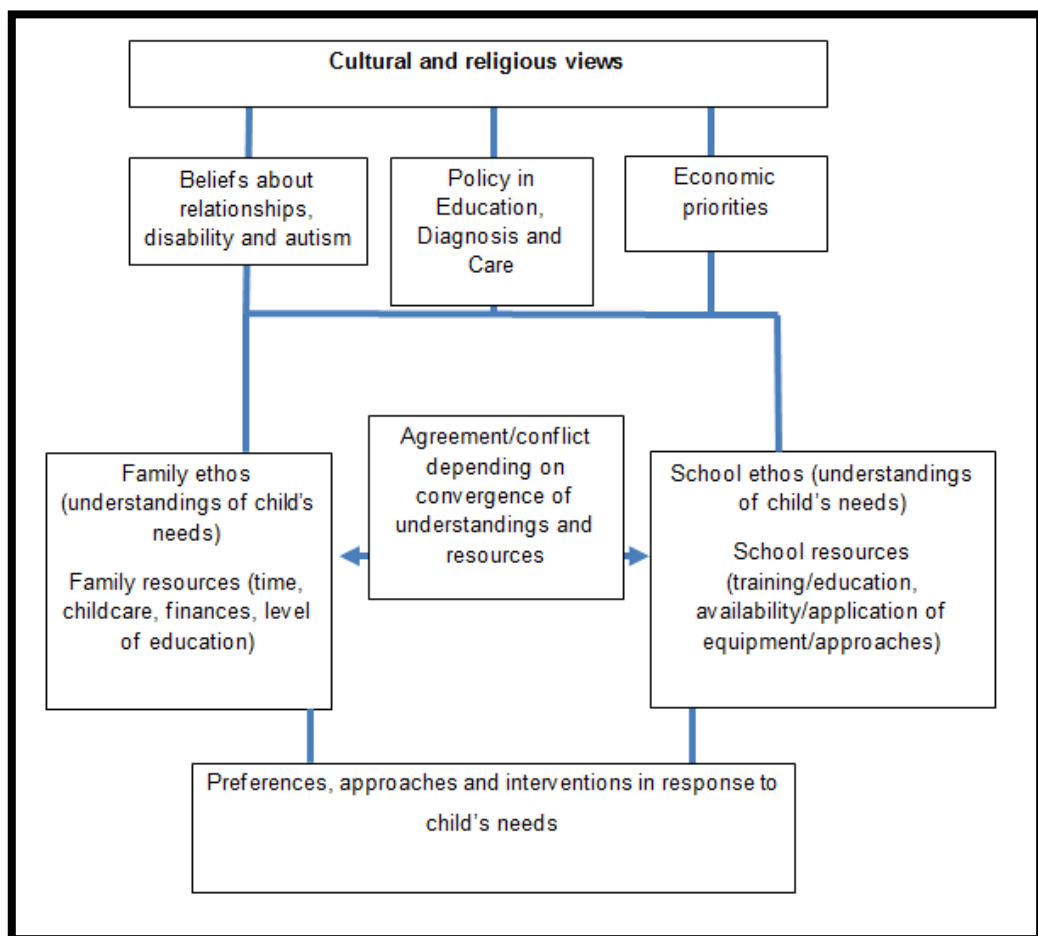 Cultural and religious views
Beliefs about
relationships,
disability and autism
Policy in
Education,
Diagnosis and
Care
Economic
priorities
Family ethos
(understandings of child's
needs)
Family resources (time,
childcare, finances, level
of education)
Agreement/conflict
depending on
convergence of
understandings and
resources
School ethos (understandings
of child's needs)
School resources
(training/education,
availability/application of
equipment/approaches)
Preferences, approaches and interventions in response to
child's needs